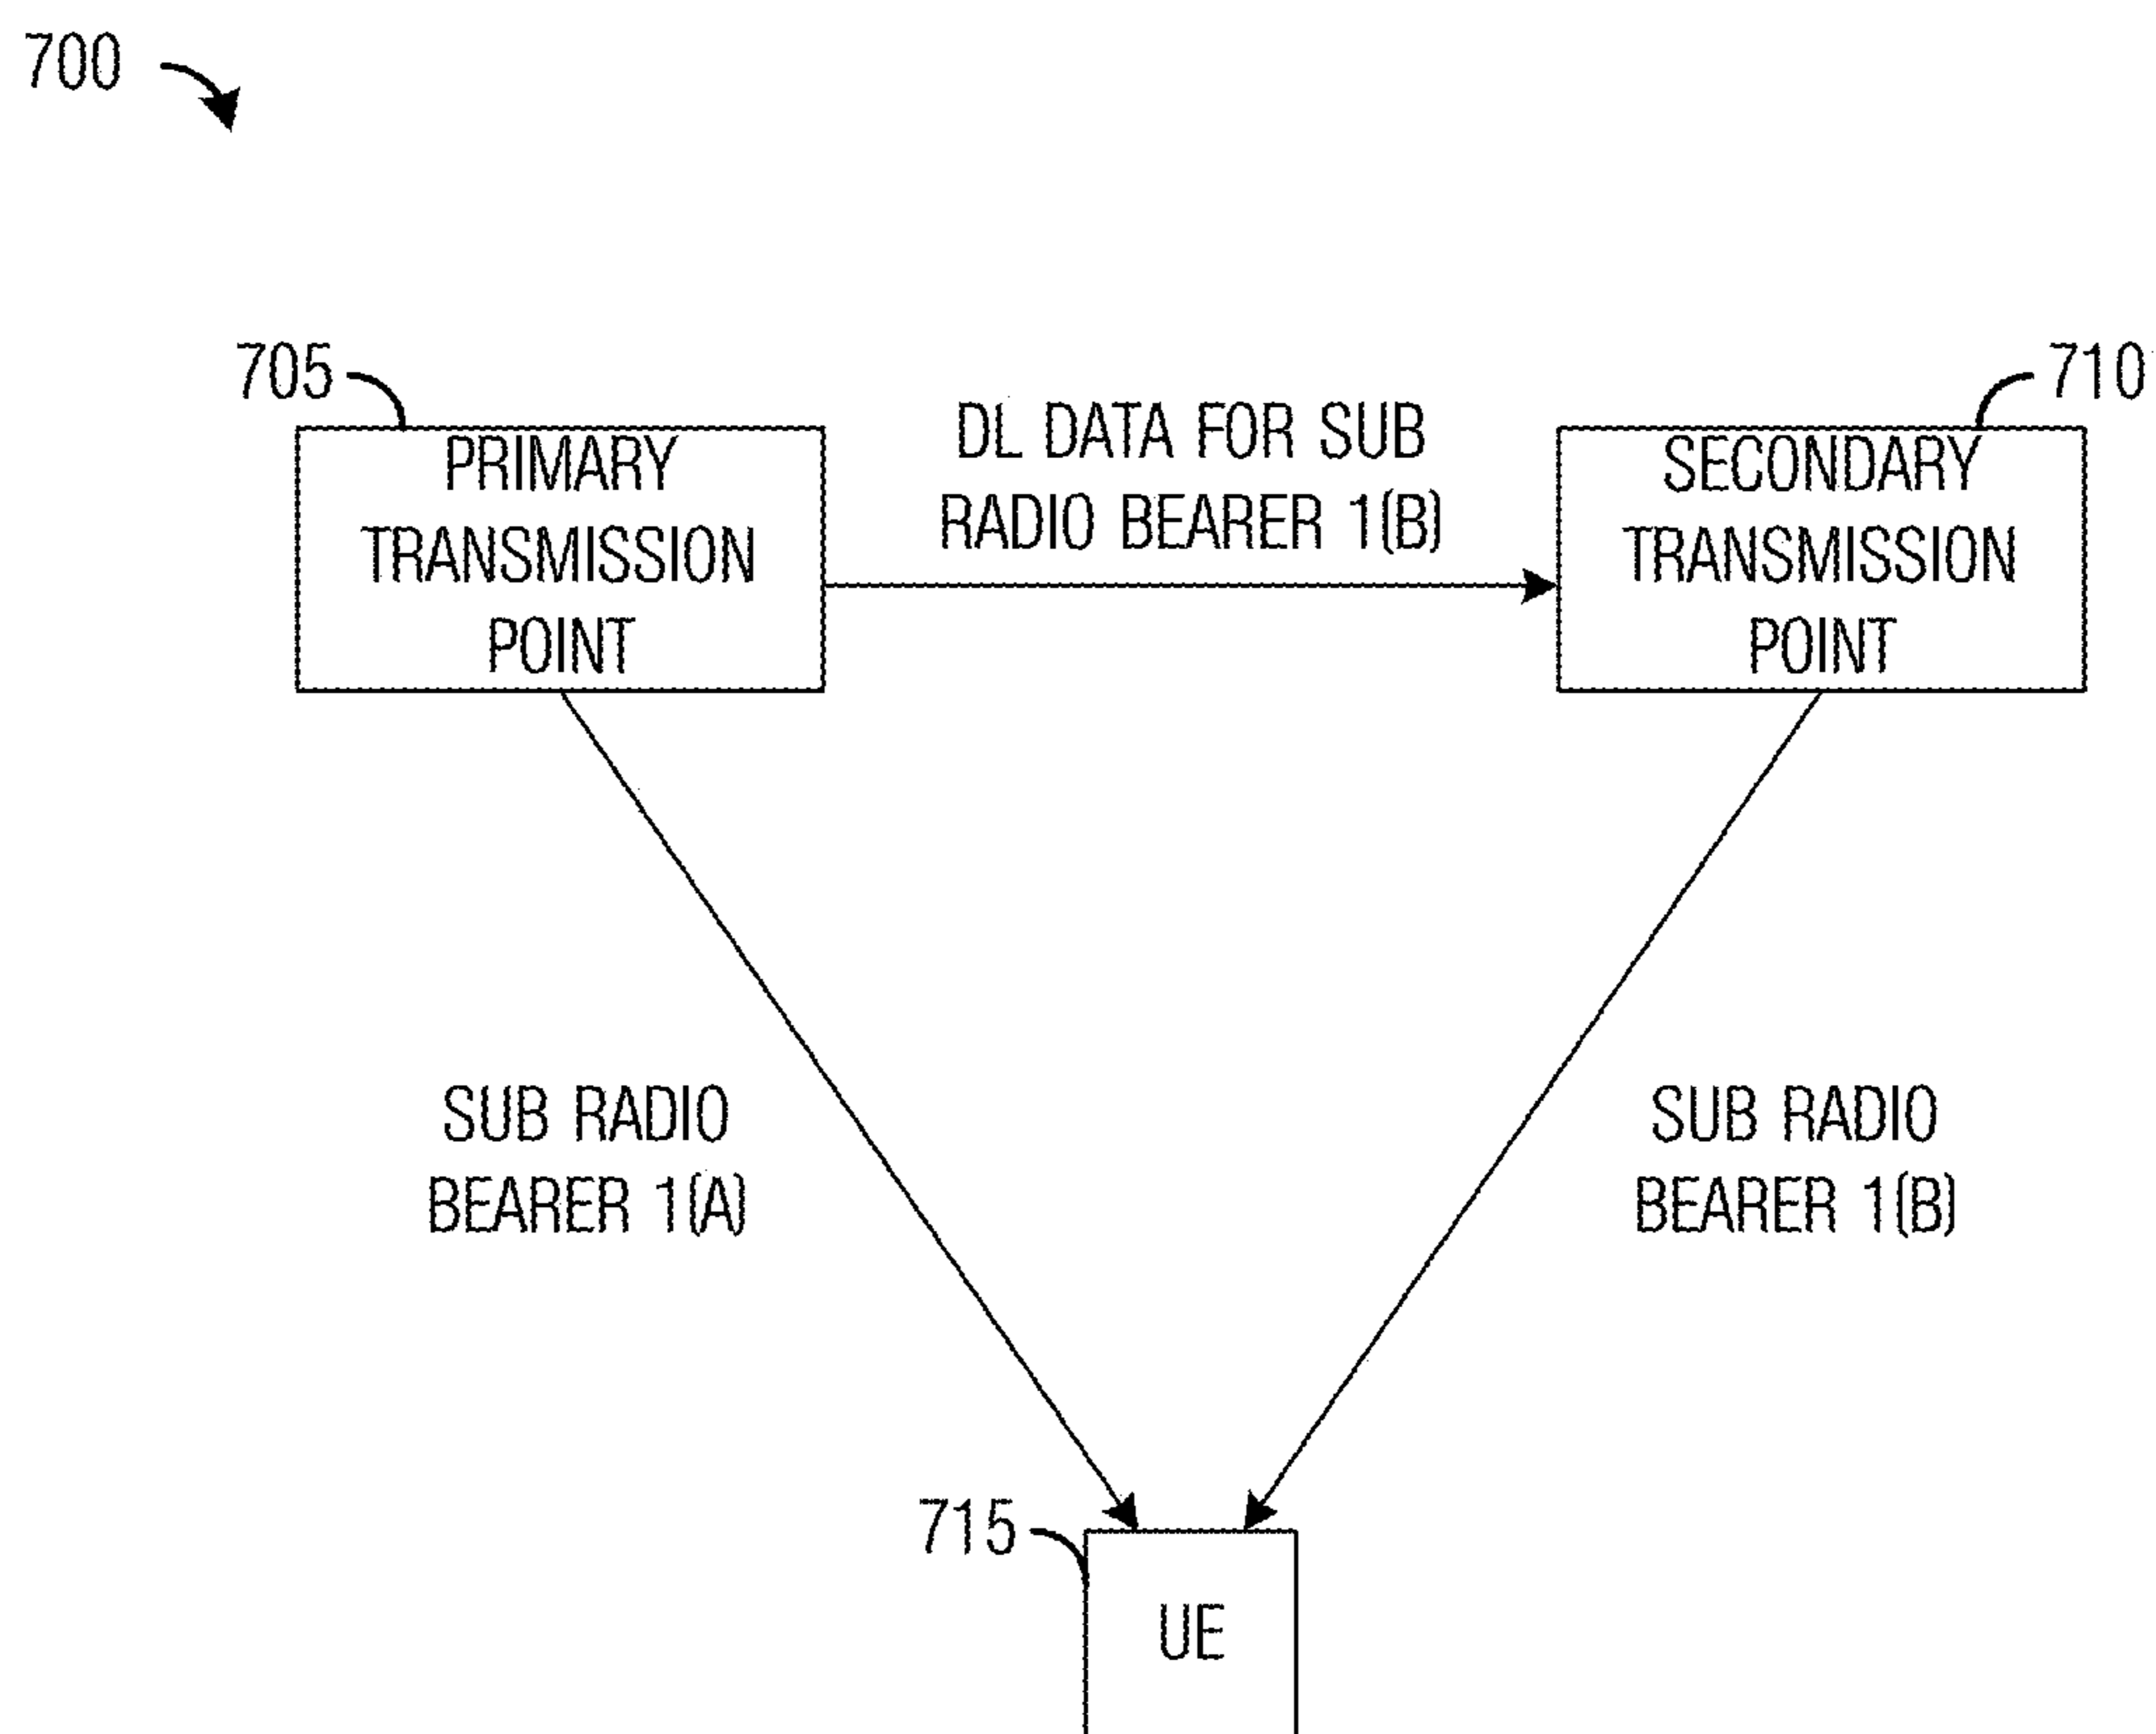 700
705
710
PRIMARY
TRANSMISSION
POINT
DL DATA FOR SUB
RADIO BEARER 1(B)
SECONDARY
TRANSMISSION
POINT
SUB RADIO
BEARER 1(A)
SUB RADIO
BEARER 1(B)
715
UE